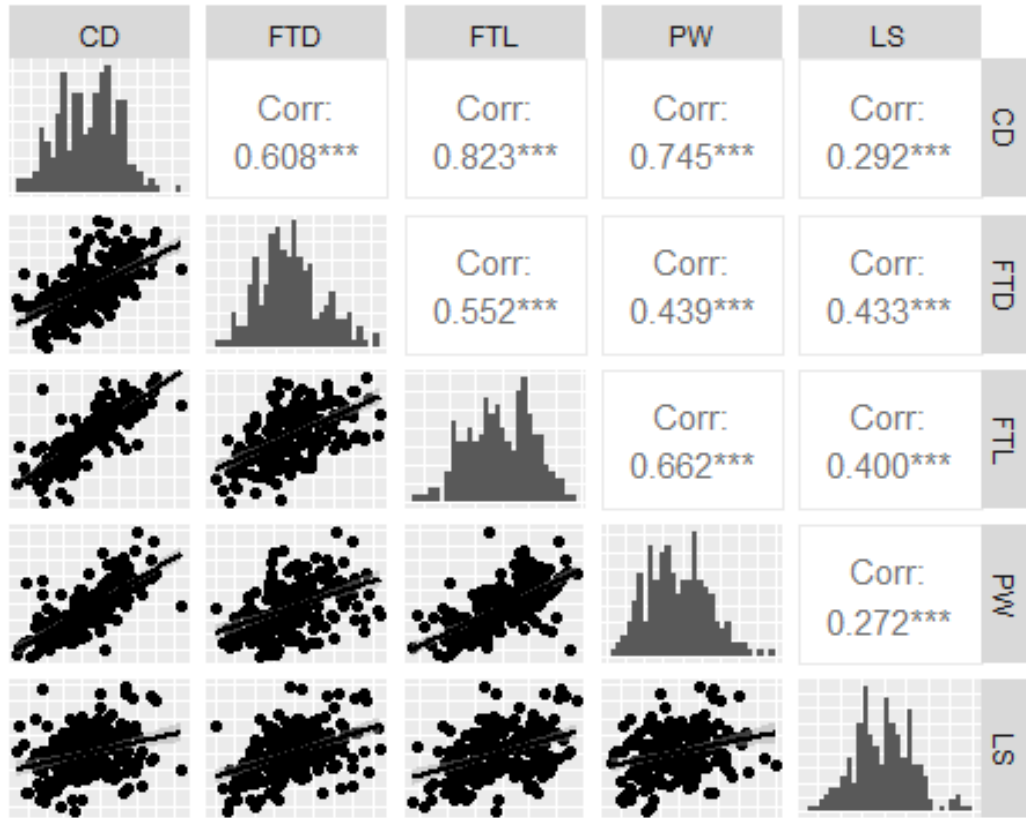 CD FTD FTL PW LS
Corr: Corr: Corr: Corr:
0.608*** 0.823*** 0.745*** 0.292***
CD
Corr: Corr: Corr:
0.552*** 0.439*** 0.433***
FTD
Corr: Corr:
0.662*** 0.400***
FTL
Corr:
0.272***
PW
LS